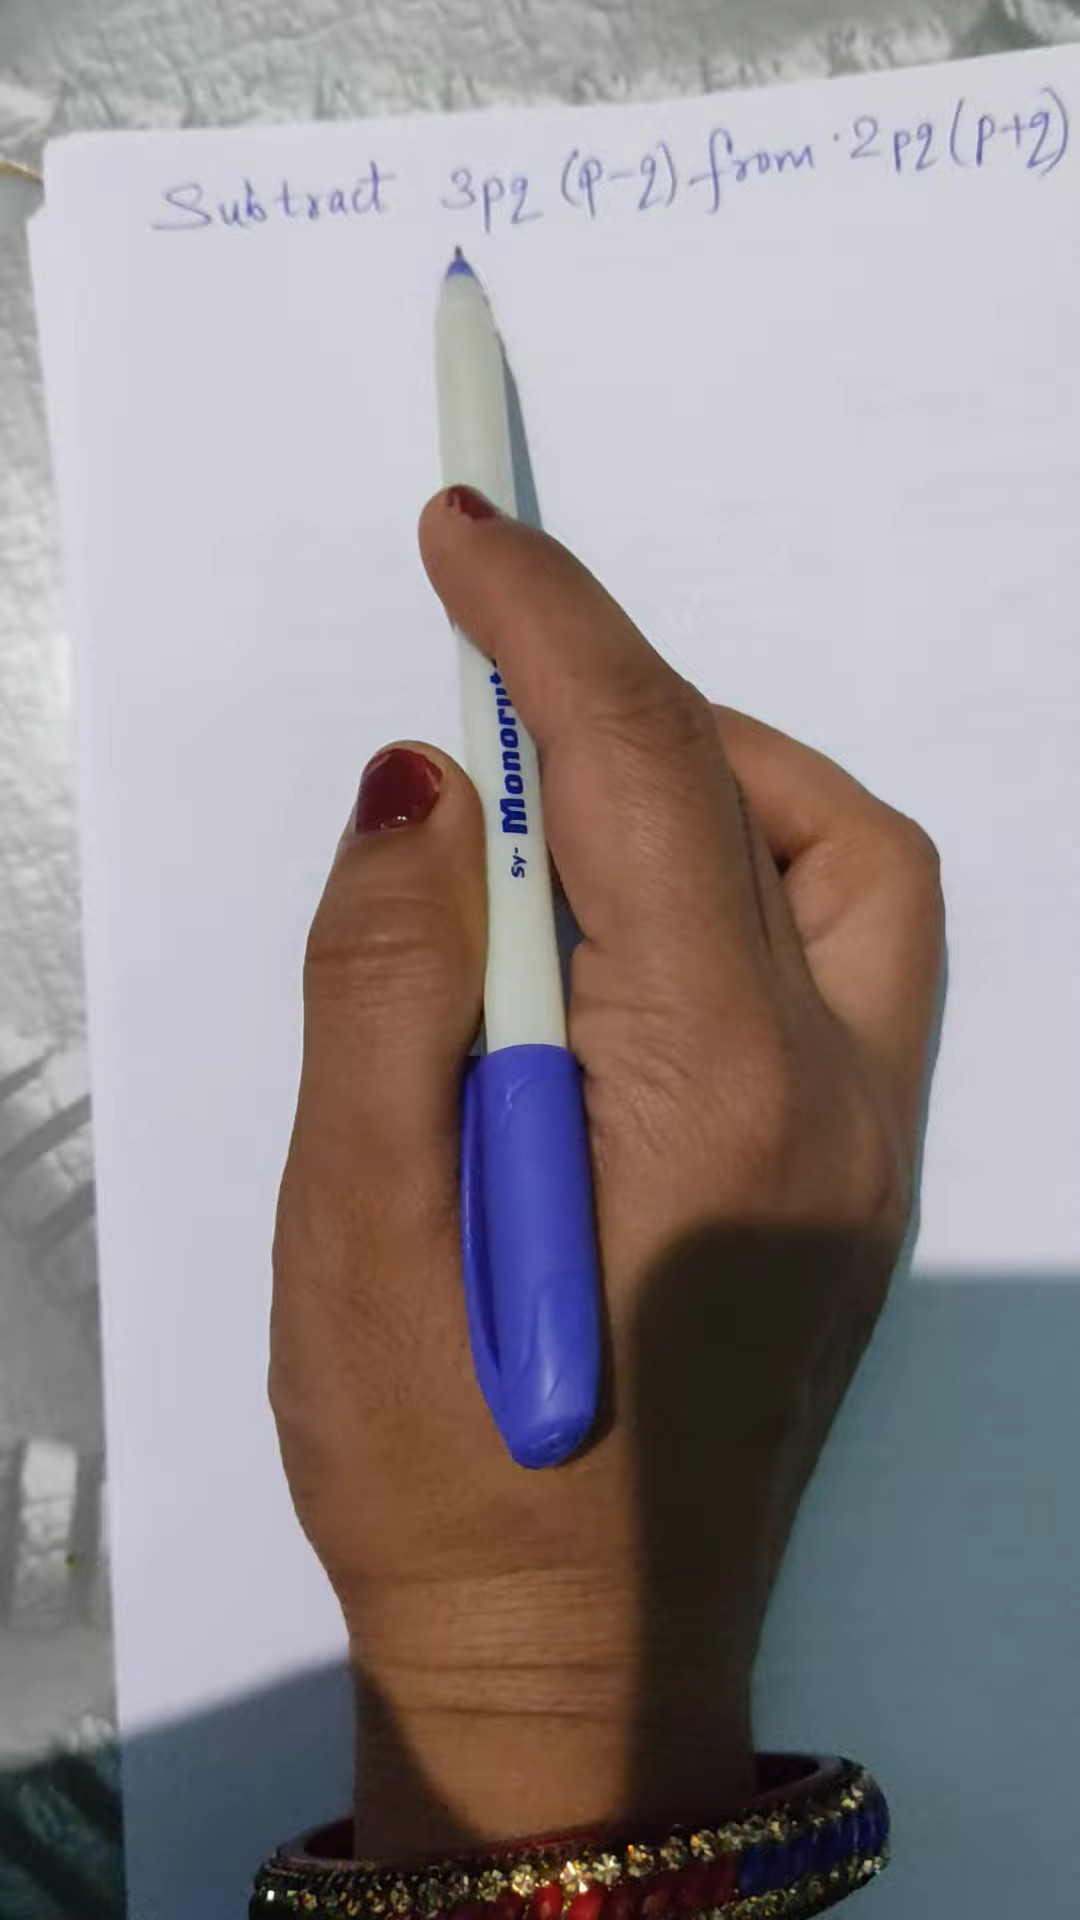 Subtract 3pq (p-q) from 2pq (p+q)
Sy- Monorit